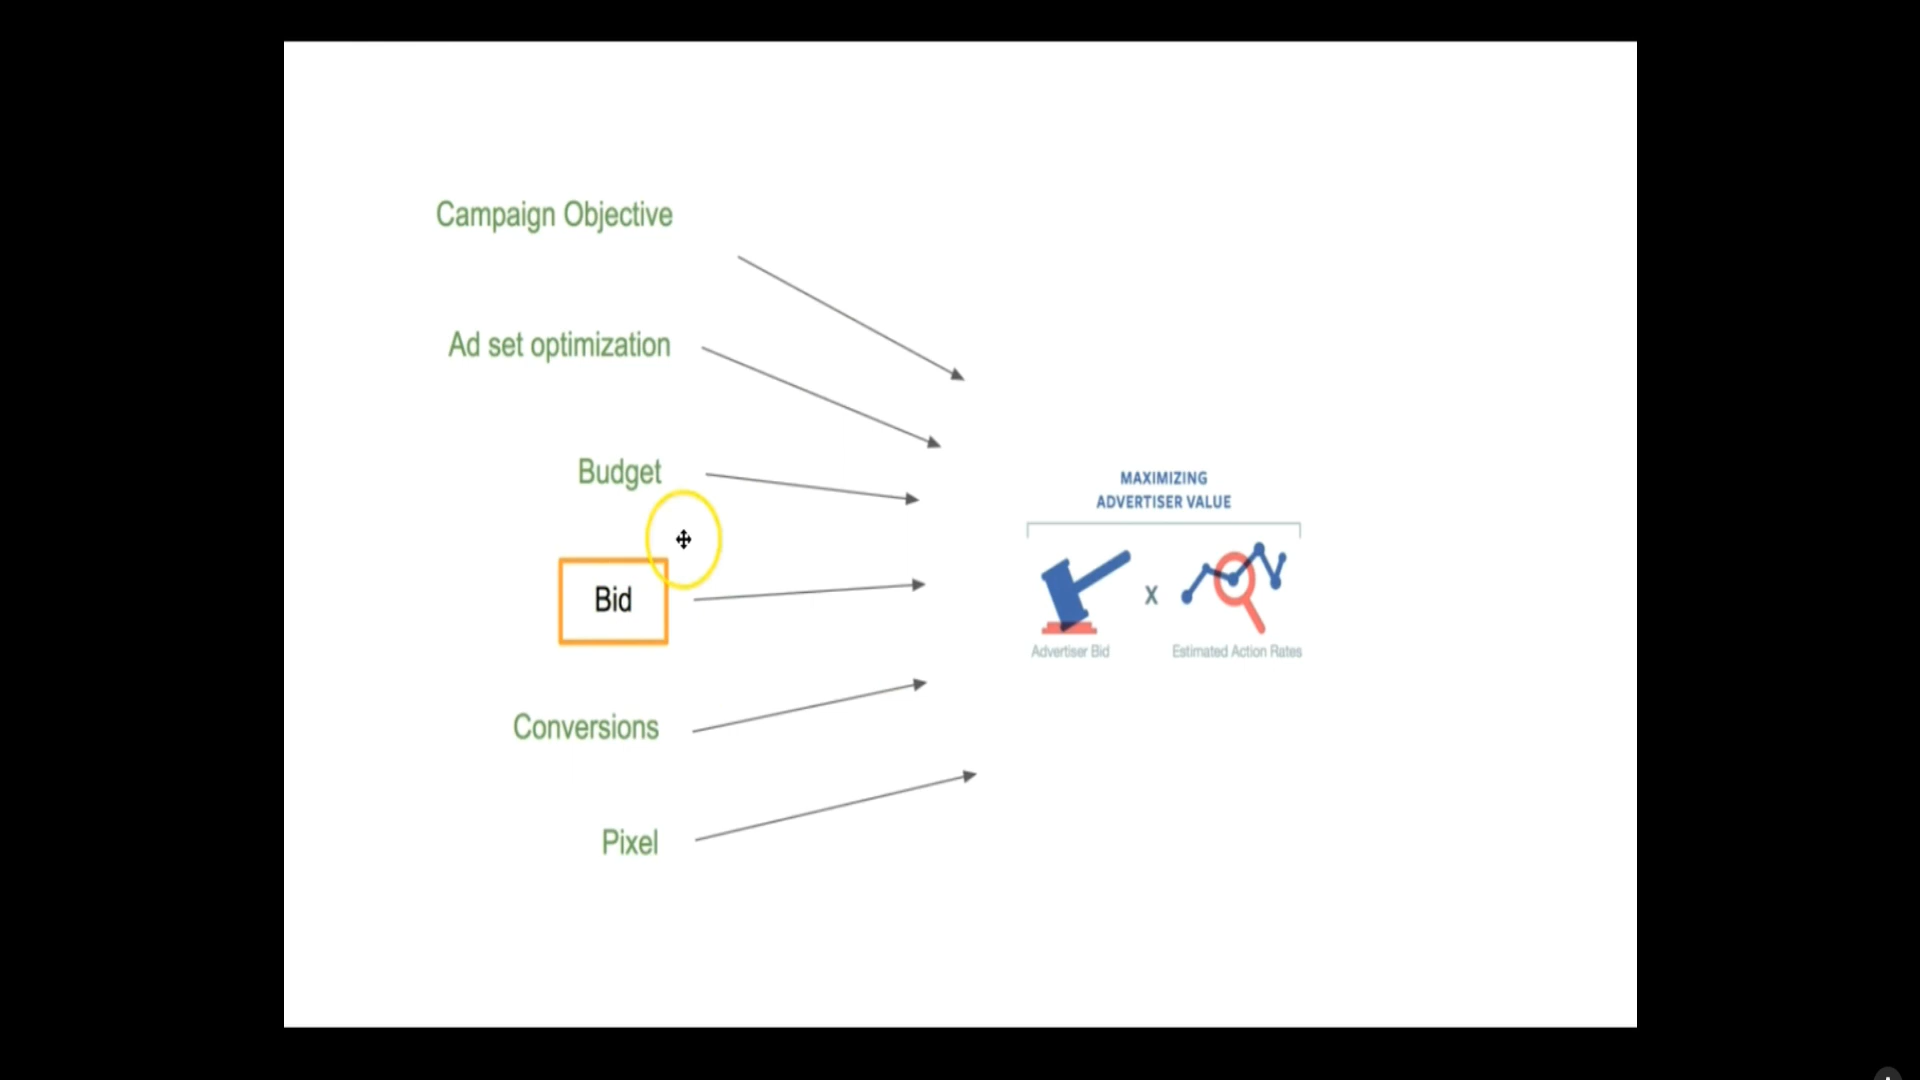 Campaign Objective
Ad set optimization
Budget
Bid
Conversions
Pixel
MAXIMIZING
ADVERTISER VALUE
X
Advertiser Bid
Estimated Action Rates